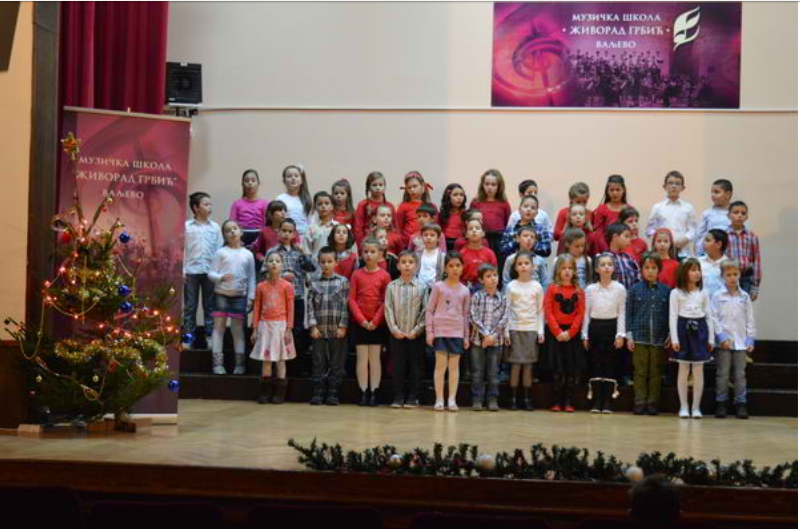 МУЗИЧКА ШКОЛА
• ЖИВОРАД ГРБИЋ •
ВАЉЕВО
МУЗИЧКА ШКОЛА
"ЖИВОРАД ГРБИЋ"
ВАЉЕВО